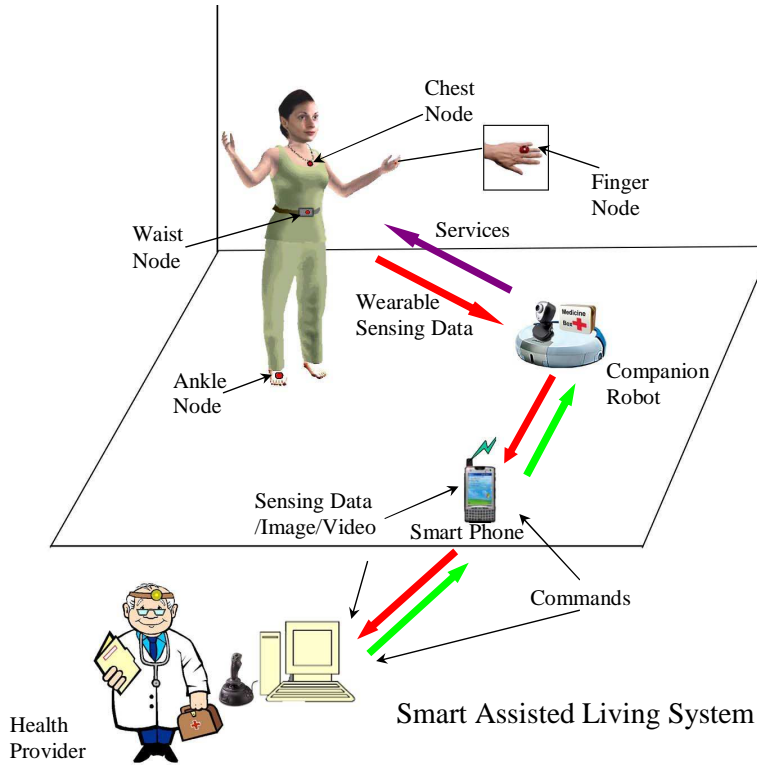 Chest
Node
Finger
Node
Waist
Node
Services
Wearable
Sensing Data
Medicine
Box
Ankle
Node
Companion
Robot
Sensing Data
/Image/Video
Smart Phone
Commands
Smart Assisted Living System
Health
Provider